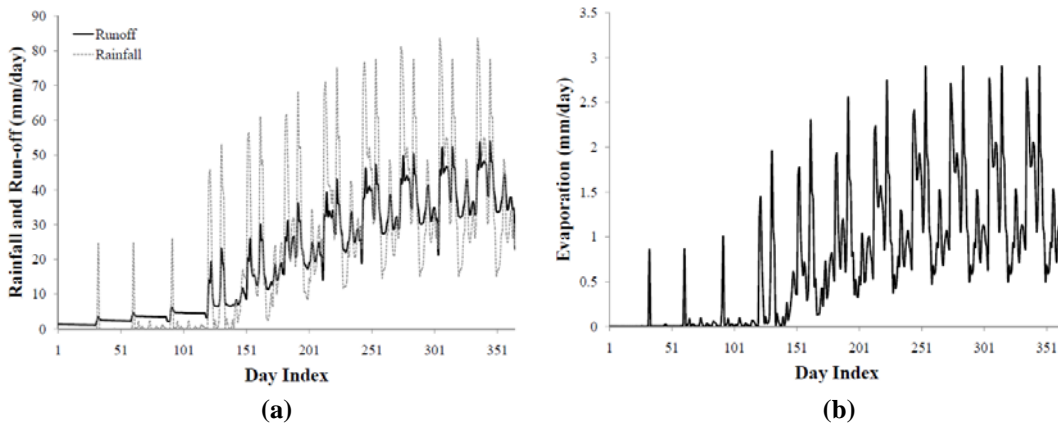 90
80
70
60
50
40
30
20
10
0
Rainfall and Run-off (mm/day)
Runoff
Rainfall
1 51 101 151 201 251 301 351
Day Index
(a)
3.5
3
2.5
2
1.5
1
0.5
0
Evaporation (mm/day)
1 51 101 151 201 251 301 351
Day Index
(b)